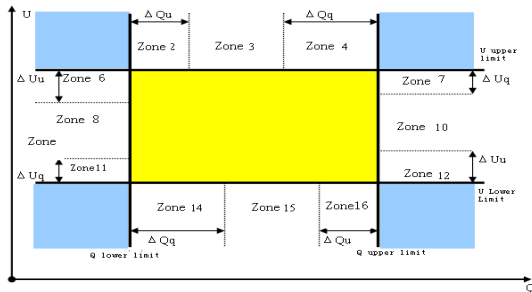 U
Δ Qu
Δ Qq
Zone 2
Zone 3
Zone 4
U upper
limit
Δ Uu
Zone 6
Zone 7
Δ Uq
Zone 8
Zone 10
Zone
Zone11
Δ Uu
Δ Uq
Zone 12
U Lower
Limit
Zone 14
Zone 15
Zone16
Δ Qq
Δ Qu
Q lower limit
Q upper limit
Q